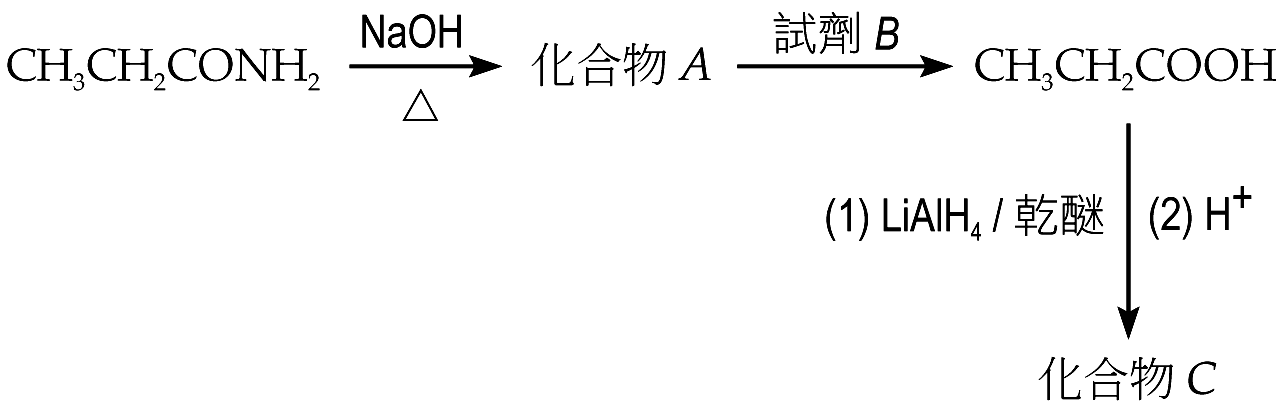 CH₃CH₂CONH₂ NaOH △ 化合物 A 試劑 B CH₃CH₂COOH
(1) LiAlH₄ / 乾醚 (2) H⁺
化合物 C